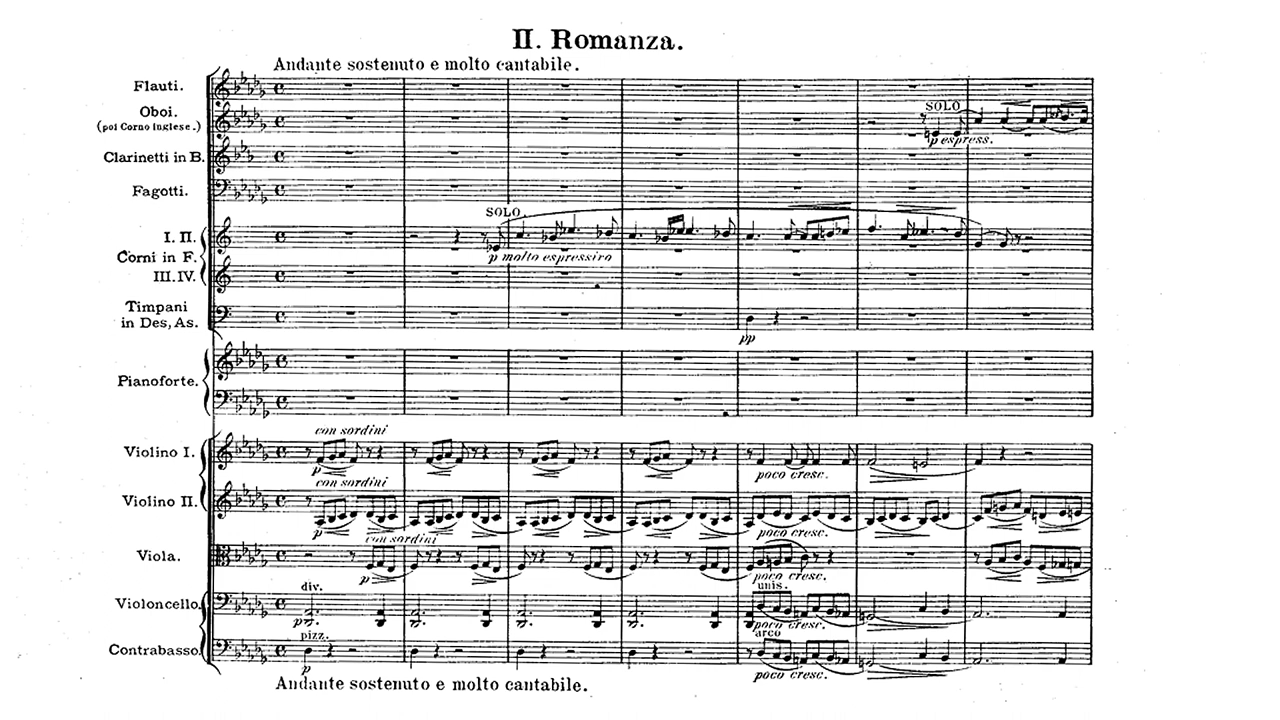 II. Romanza.
Andante sostenuto e molto cantabile.
Flauti.
Oboi.
(poi Corno inglese.)
SOLO
p espress.
Clarinetti in B.
Fagotti.
SOLO.
I. II.
Corni in F.
p molto espressivo
III. IV.
Timpani
in Des, As.
pp
Pianoforte.
con sordini
Violino I.
p
poco cresc.
con sordini
Violino II.
p
poco cresc.
con sordini
Viola.
p
poco cresc.
div.
unis.
Violoncello.
p
poco cresc.
pizz.
arco
Contrabasso.
p
poco cresc.
Andante sostenuto e molto cantabile.